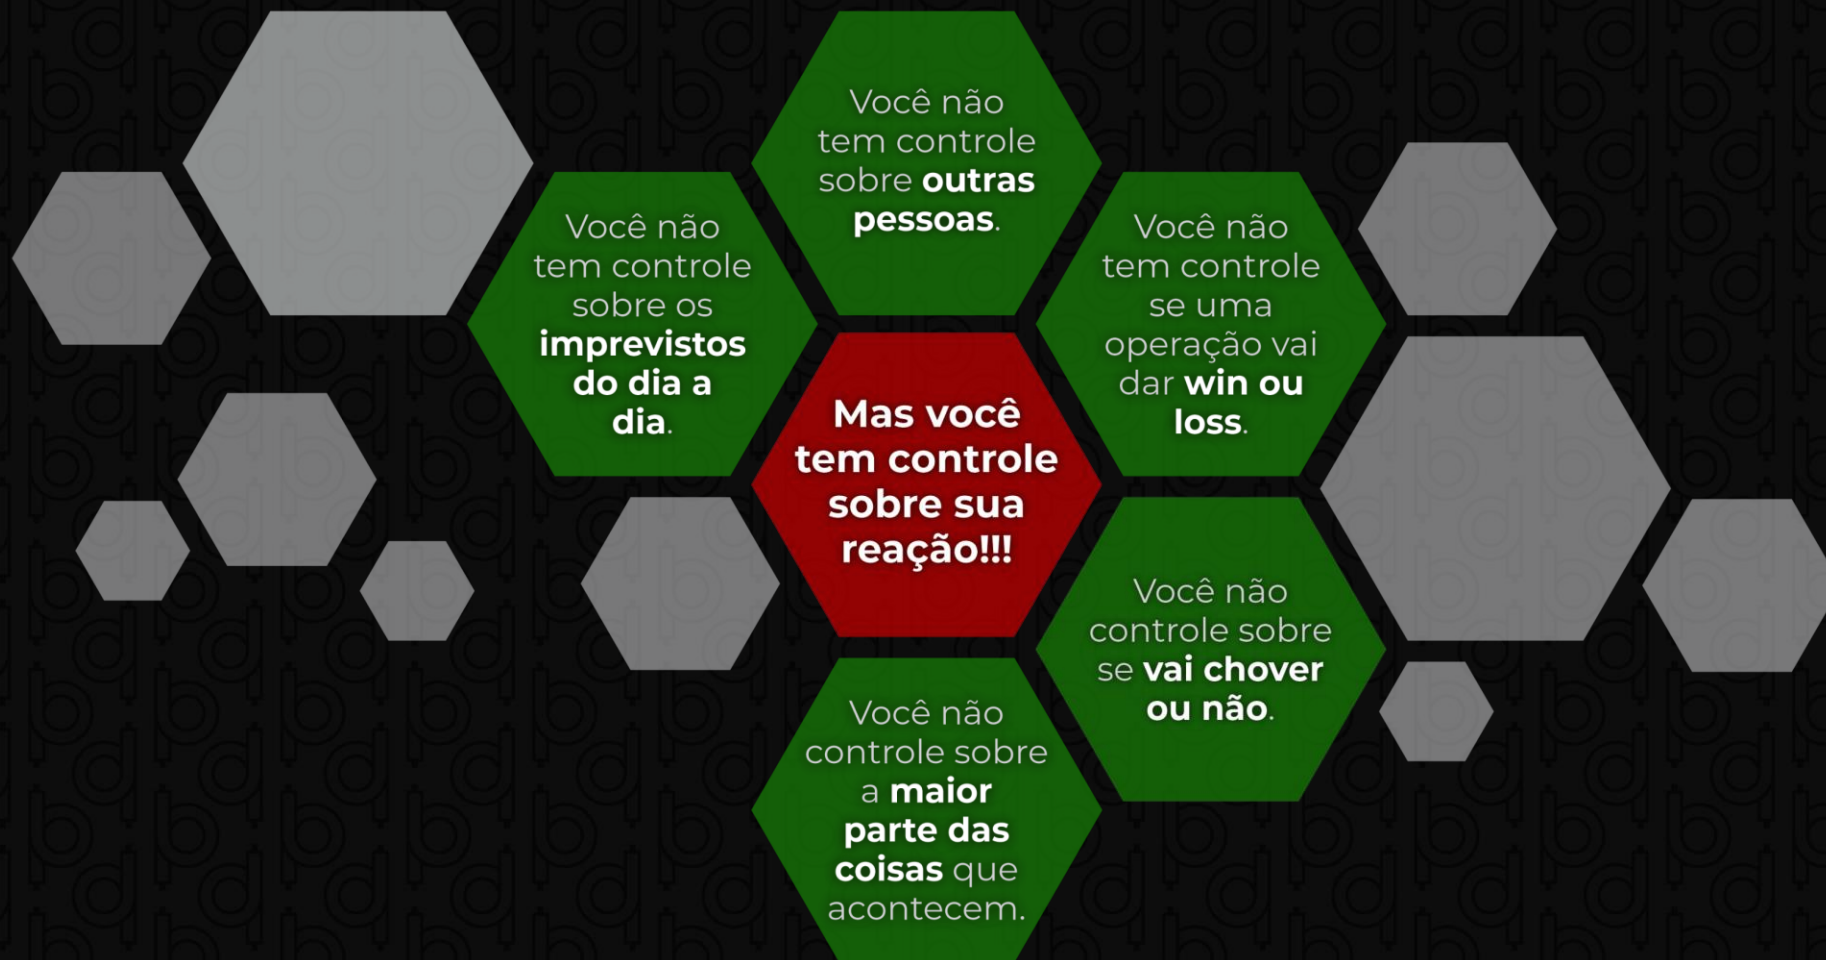 Você não
tem controle
sobre outras
pessoas.
Você não
tem controle
sobre os
imprevistos
do dia a
dia.
Você não
tem controle
se uma
operação vai
dar win ou
loss.
Mas você
tem controle
sobre sua
reação!!!
Você não
controle sobre
se vai chover
ou não.
Você não
controle sobre
a maior
parte das
coisas que
acontecem.